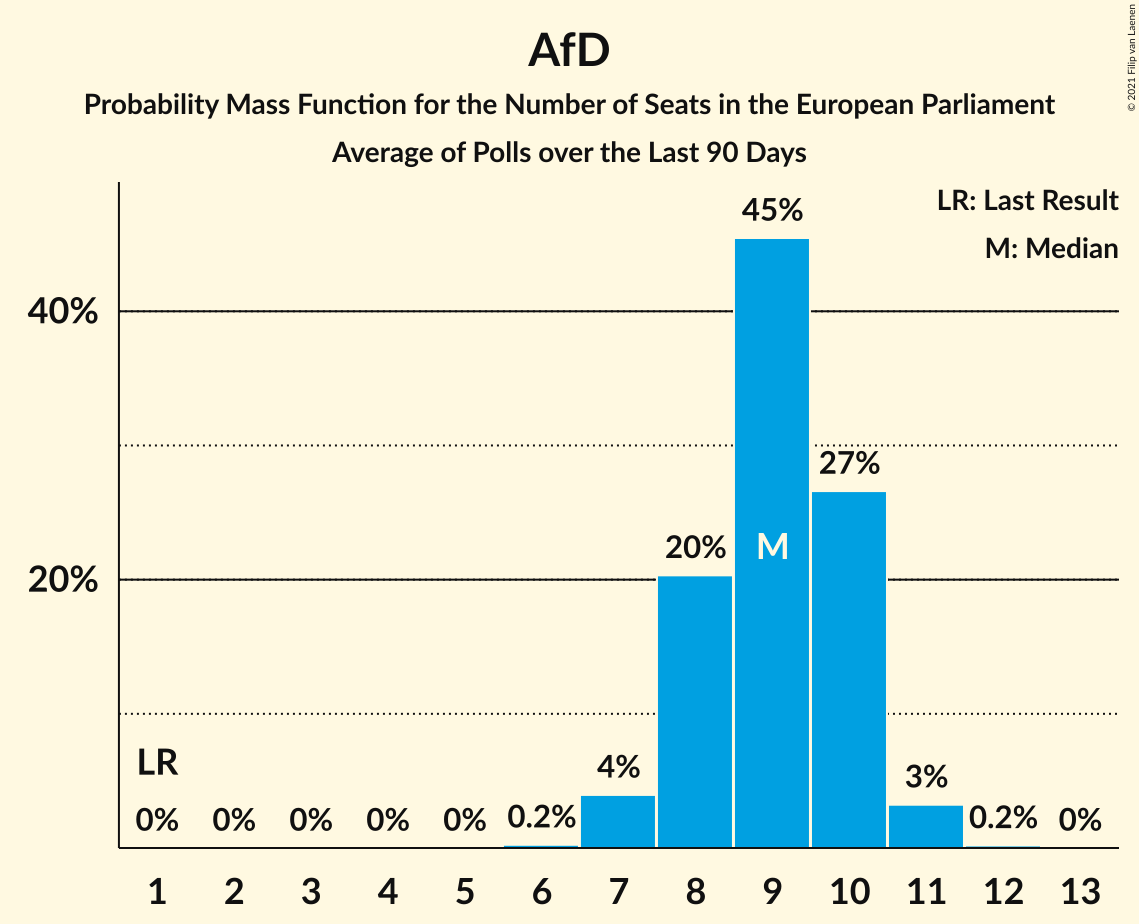 AfD
Probability Mass Function for the Number of Seats in the European Parliament
Average of Polls over the Last 90 Days
© 2021 Filip van Laenen
LR: Last Result
M: Median
45%
40%
27%
20%
M
20%
LR
4%
3%
0% 0% 0% 0% 0% 0.2% 0.2% 0%
1 2 3 4 5 6 7 8 9 10 11 12 13